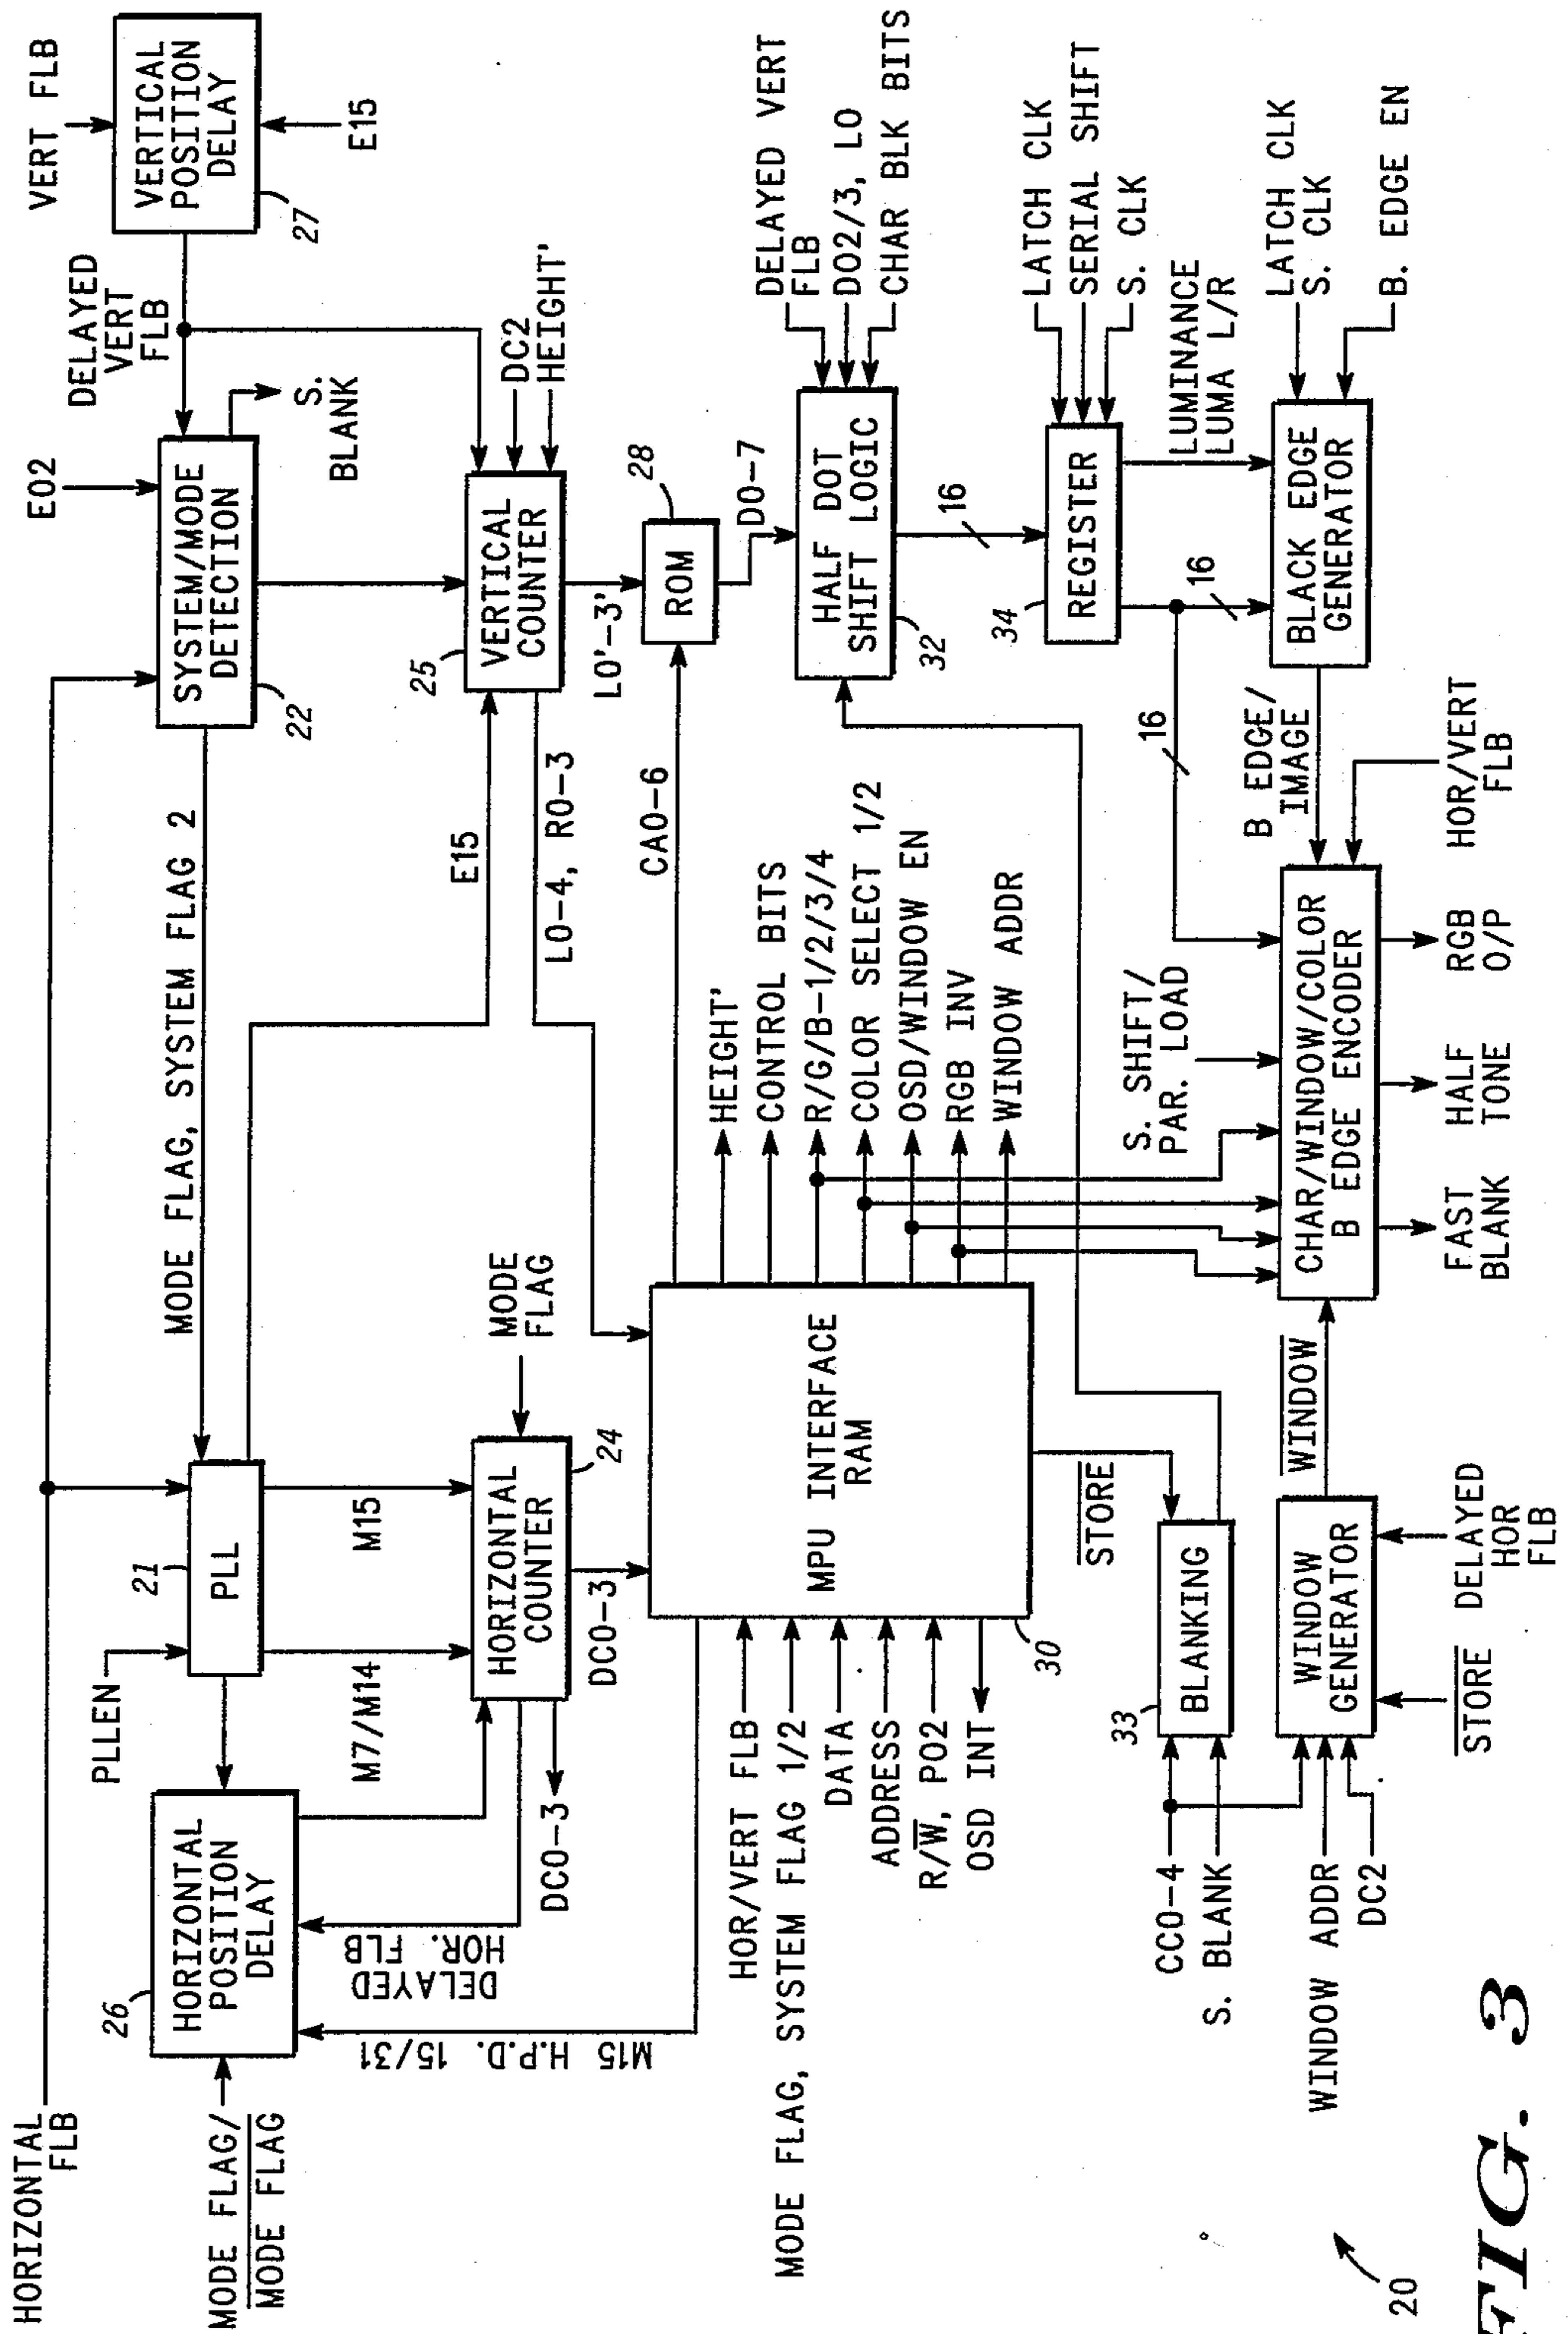 HORIZONTAL
FLB
MODE FLAG/
MODE FLAG
26
HORIZONTAL
POSITION
DELAY
PLLEN
21
PLL
MODE FLAG, SYSTEM FLAG 2
E02
SYSTEM/MODE
DETECTION
22
S.
BLANK
DELAYED
VERT
FLB
VERT FLB
VERTICAL
POSITION
DELAY
27
E15
M15 H.P.D. 15/31
DELAYED
HOR. FLB
M7/M14
M15
HORIZONTAL
COUNTER
24
MODE
FLAG
DC0-3
DC0-3
E15
L0-4, R0-3
25
VERTICAL
COUNTER
DC2
HEIGHT'
L0'-3'
CA0-6
ROM
28
D0-7
HOR/VERT FLB
MODE FLAG, SYSTEM FLAG 1/2
DATA
ADDRESS
R/W, P02
OSD INT
MPU INTERFACE
RAM
30
HEIGHT'
CONTROL BITS
R/G/B-1/2/3/4
COLOR SELECT 1/2
OSD/WINDOW EN
RGB INV
WINDOW ADDR
HALF DOT
SHIFT LOGIC
32
DELAYED VERT
FLB
D02/3, L0
CHAR BLK BITS
16
34
REGISTER
LATCH CLK
SERIAL SHIFT
S. CLK
STORE
33
BLANKING
CC0-4
S. BLANK
S. SHIFT/
PAR. LOAD
16
16
LUMINANCE
LUMA L/R
WINDOW ADDR
DC2
WINDOW
GENERATOR
STORE
DELAYED
HOR
FLB
WINDOW
CHAR/WINDOW/COLOR
B EDGE ENCODER
B EDGE/
IMAGE
BLACK EDGE
GENERATOR
LATCH CLK
S. CLK
B. EDGE EN
FAST
BLANK
HALF
TONE
RGB
O/P
HOR/VERT
FLB
20
FIG. 3